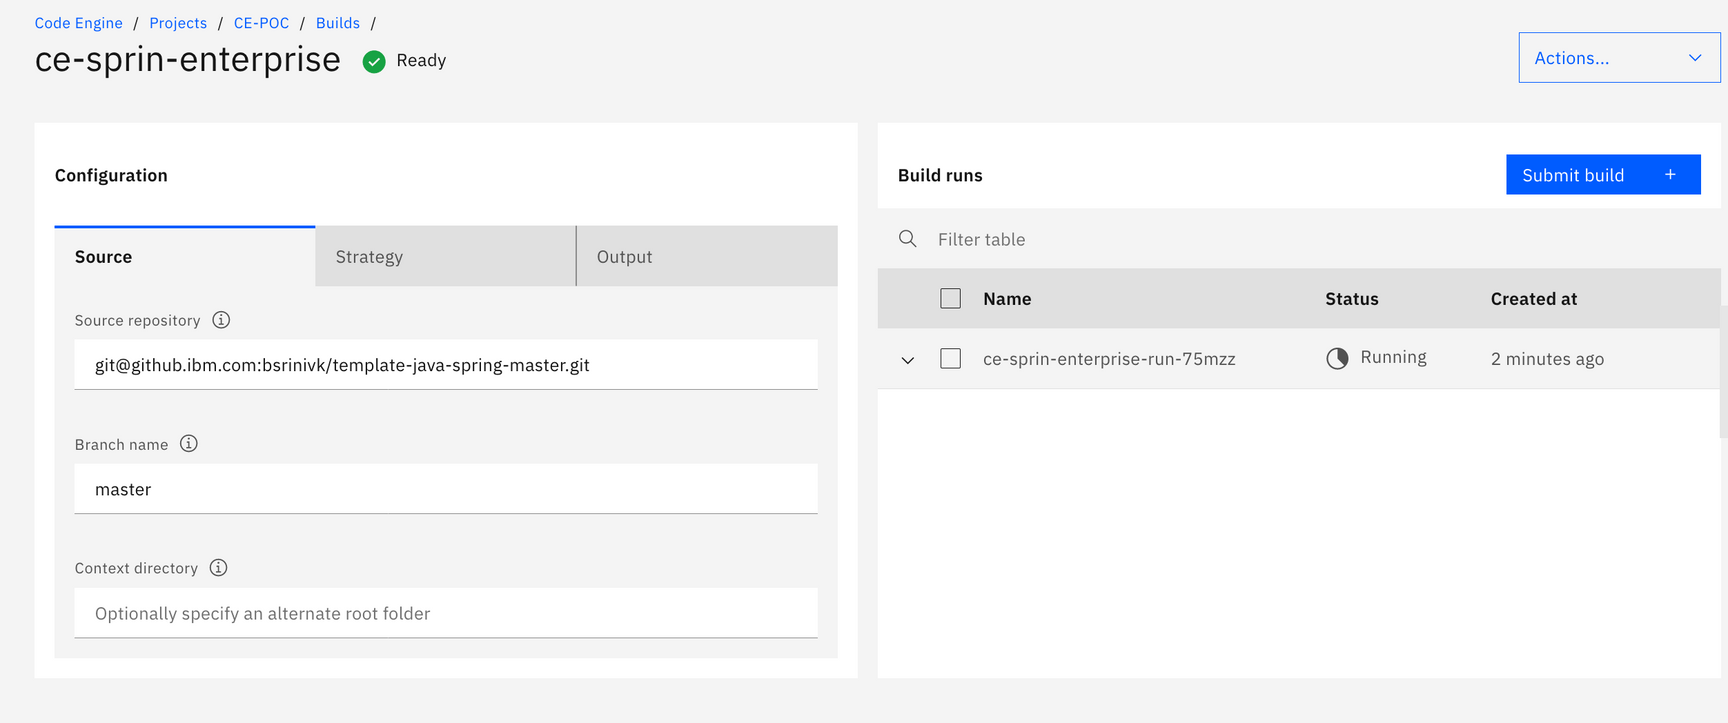 Code Engine / Projects / CE-POC / Builds /
ce-sprin-enterprise Ready
Actions...
Configuration
Source Strategy Output
Source repository
git@github.ibm.com:bsrinivk/template-java-spring-master.git
Branch name
master
Context directory
Optionally specify an alternate root folder
Build runs
Submit build +
Filter table
Name Status Created at
ce-sprin-enterprise-run-75mzz Running 2 minutes ago